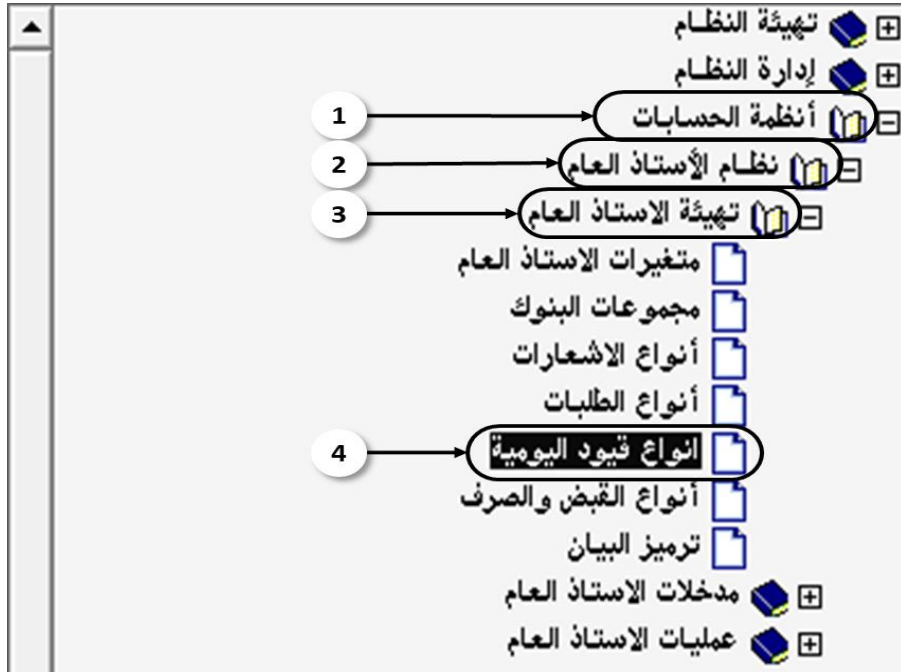 تهيئة النظام
إدارة النظام
1 أنظمة الحسابات
2 نظام الأستاذ العام
3 تهيئة الاستاذ العام
متغيرات الاستاذ العام
مجموعات البنوك
أنواع الاشعارات
أنواع الطلبات
4 انواع قيود اليومية
أنواع القبض والصرف
ترميز البيان
مدخلات الاستاذ العام
عمليات الاستاذ العام